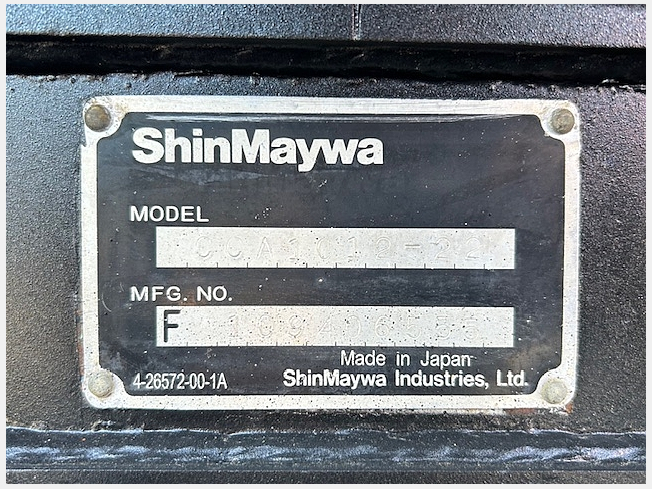 ShinMaywa
MODEL
MFG. NO.
F
Made in Japan
4-26572-00-1A
ShinMaywa Industries, Ltd.